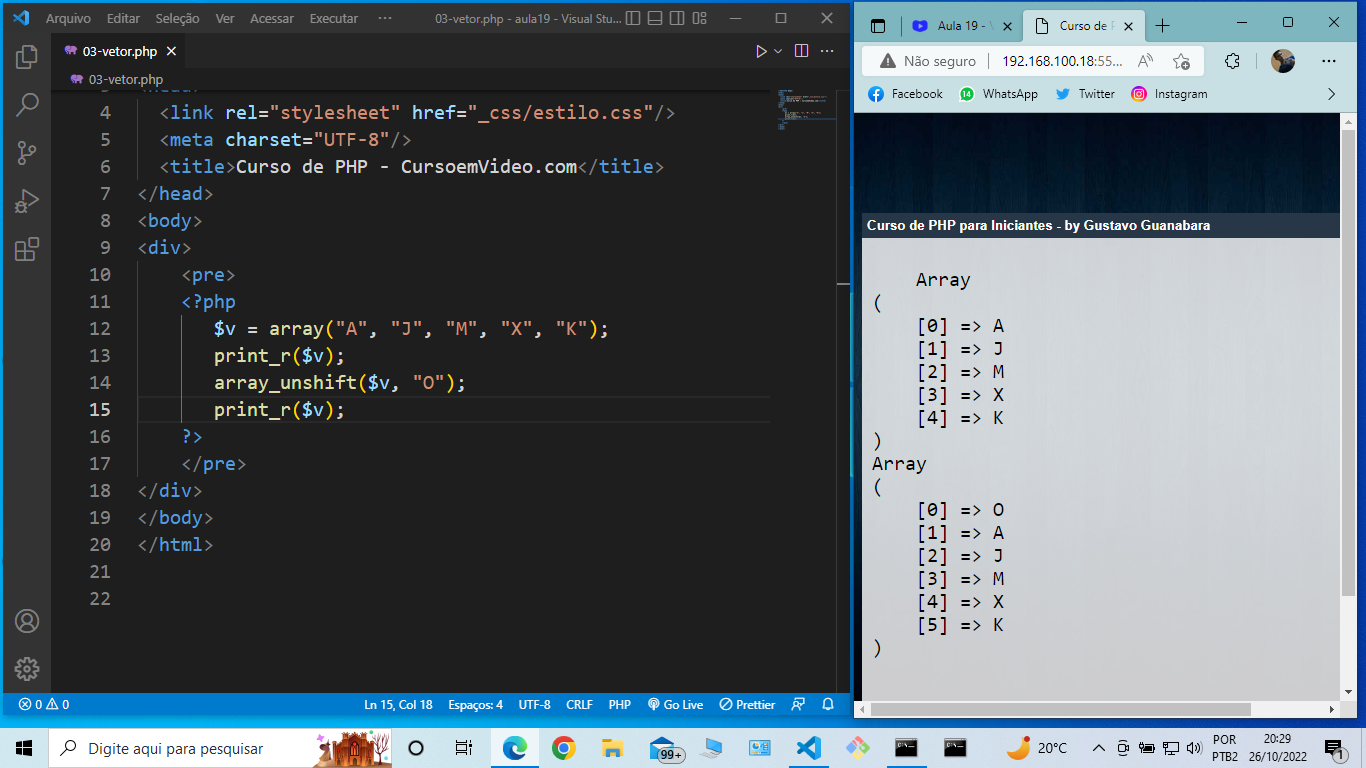 Arquivo Editar Seleção Ver Acessar Executar ··· 03-vetor.php - aula19 - Visual Stu...
03-vetor.php
03-vetor.php
4 <link rel="stylesheet" href="_css/estilo.css"/>
5 <meta charset="UTF-8"/>
6 <title>Curso de PHP - CursoemVideo.com</title>
7 </head>
8 <body>
9 <div>
10 <pre>
11 <?php
12 $v = array("A", "J", "M", "X", "K");
13 print_r($v);
14 array_unshift($v, "O");
15 print_r($v);
16 ?>
17 </pre>
18 </div>
19 </body>
20 </html>
21
22
0 0 Ln 15, Col 18 Espaços: 4 UTF-8 CRLF PHP Go Live Prettier
Aula 19 - Curso de
Não seguro 192.168.100.18:55...
Facebook WhatsApp Twitter Instagram
Curso de PHP para Iniciantes - by Gustavo Guanabara
Array
(
[0] => A
[1] => J
[2] => M
[3] => X
[4] => K
)
Array
(
[0] => O
[1] => A
[2] => J
[3] => M
[4] => X
[5] => K
)
Digite aqui para pesquisar 99+ 20°C POR PTB2 20:29 26/10/2022 1